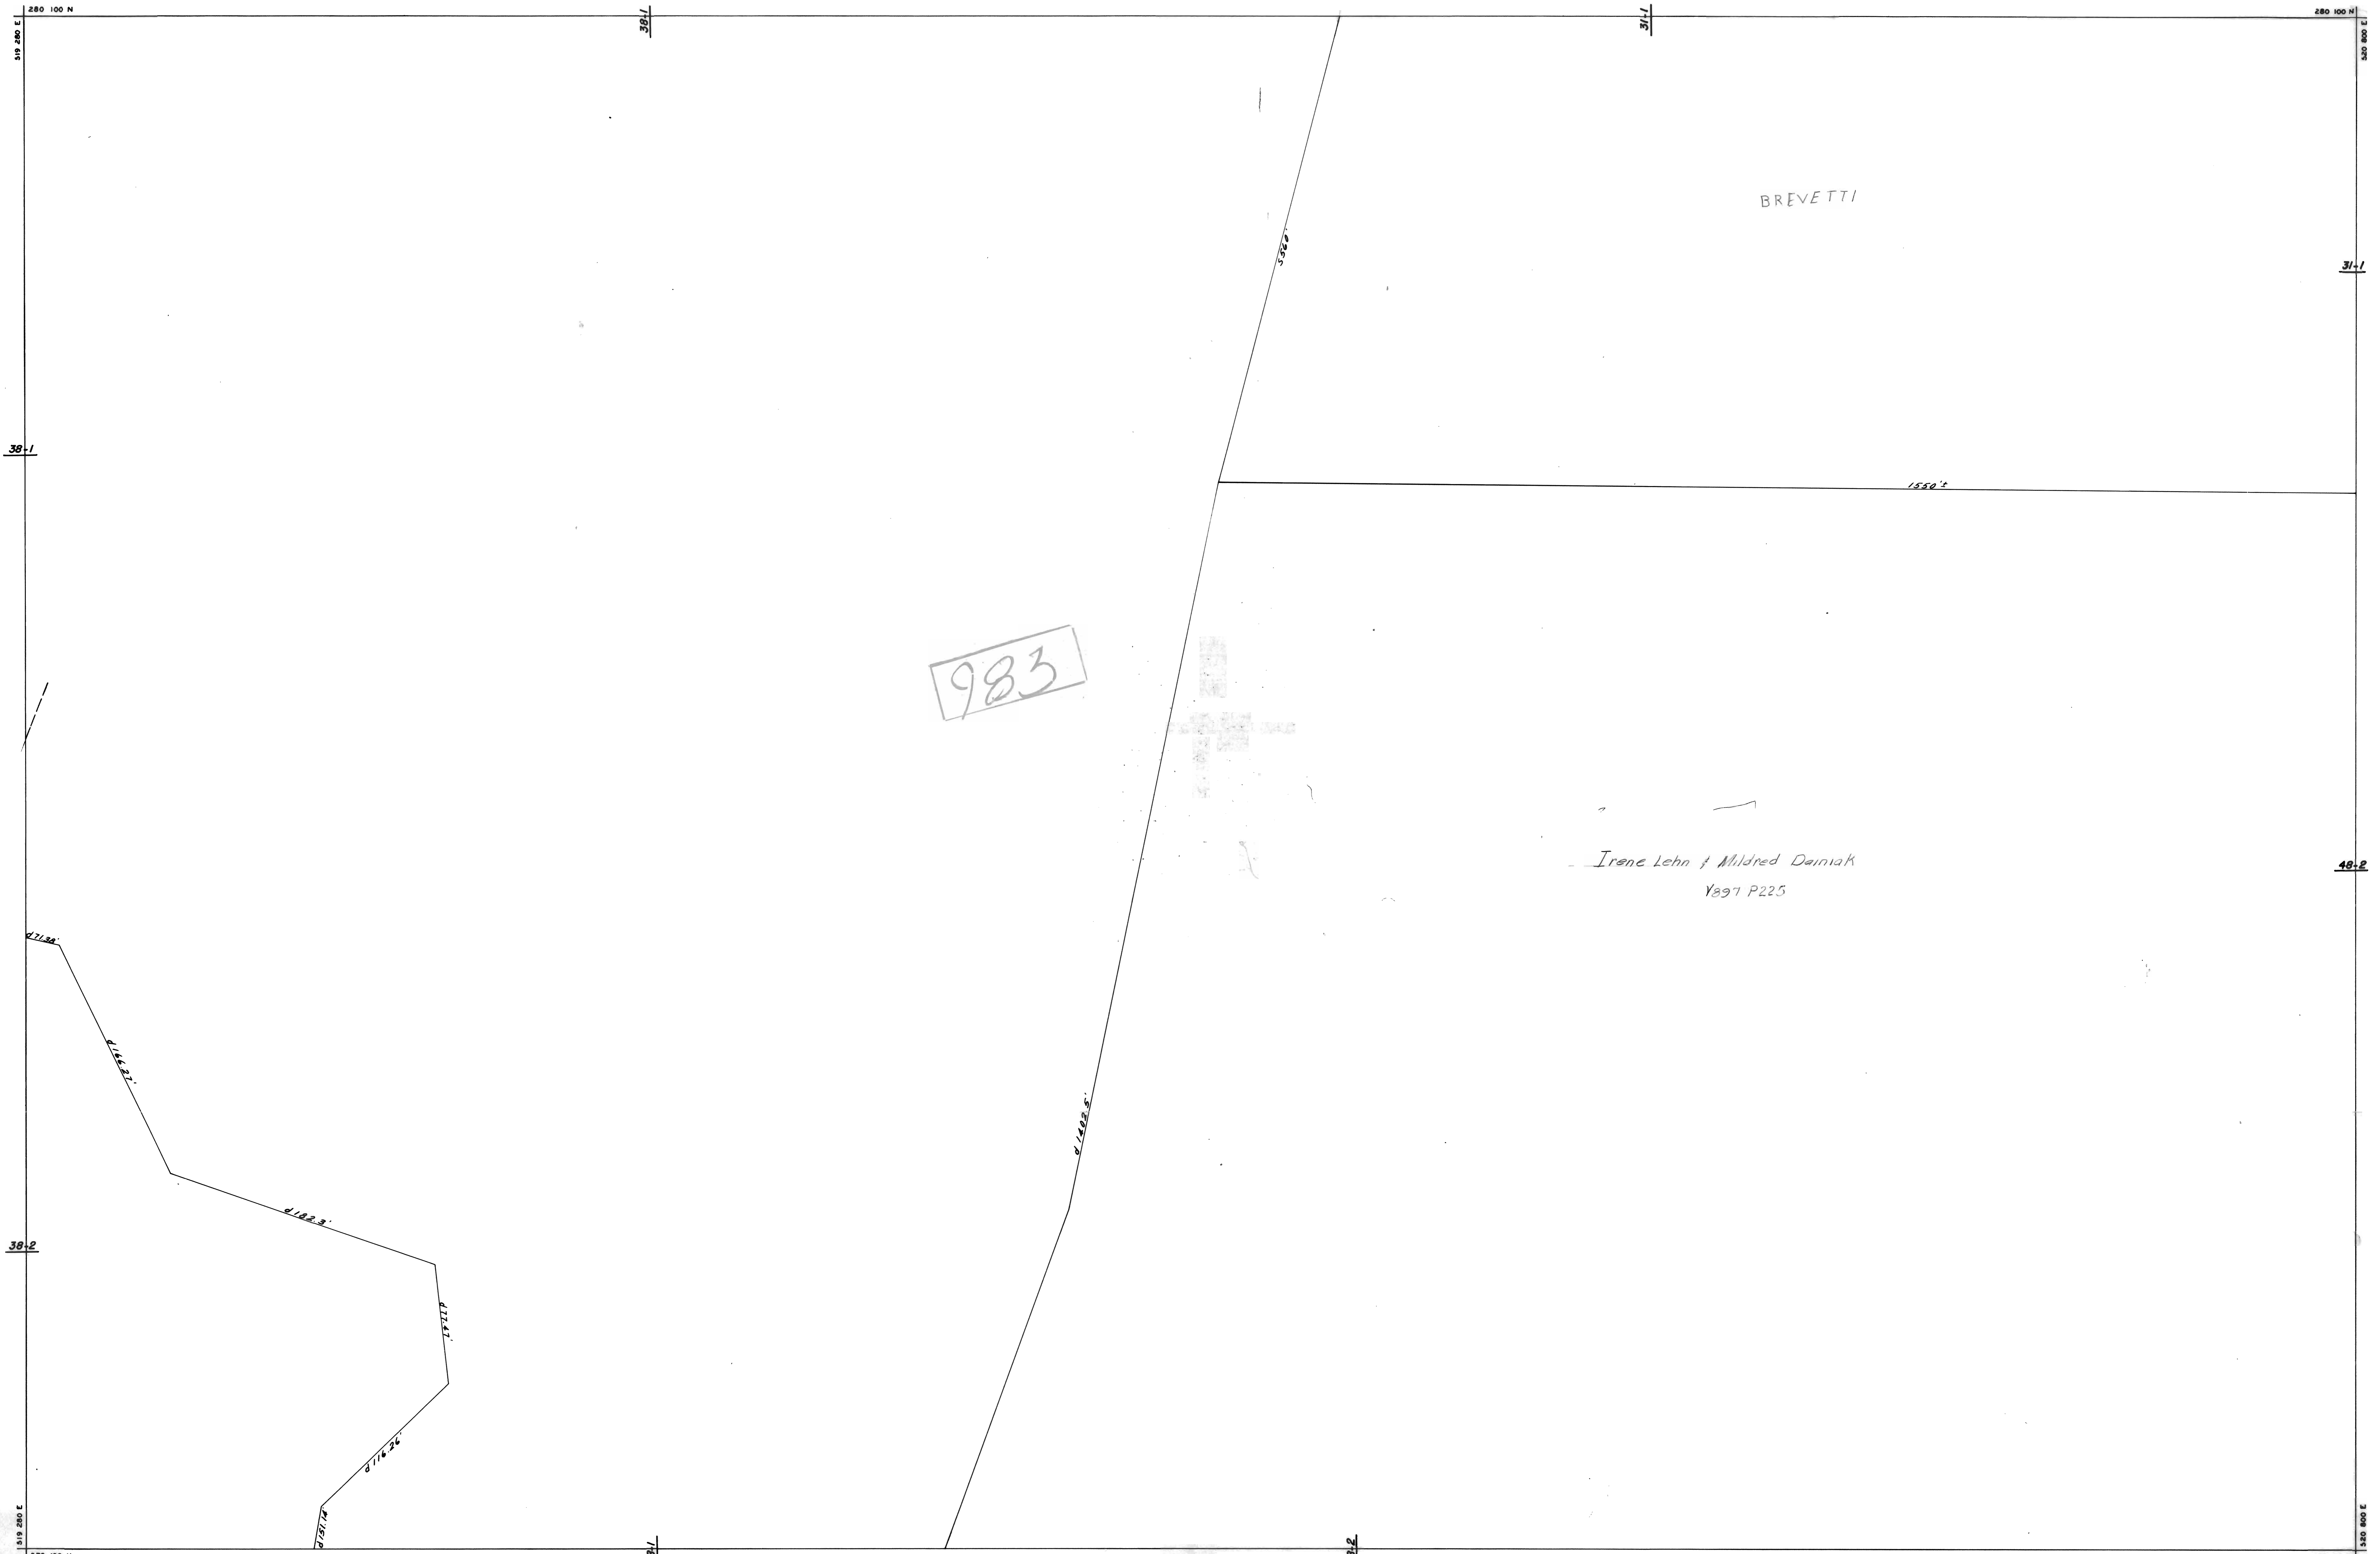 280 100 N
280 100 N
519 280 E
520 800 E
38-1
31-1
BREVETTI
5560'
31-1
38-1
1550'±
983
Irene Lehn & Mildred Dainiak
V897 P225
48-2
d 71.38'
d 166.27'
d 1402.5'
d 182.3'
38-2
d 77.47'
d 116.26'
d 151.14'
519 280 E
520 800 E